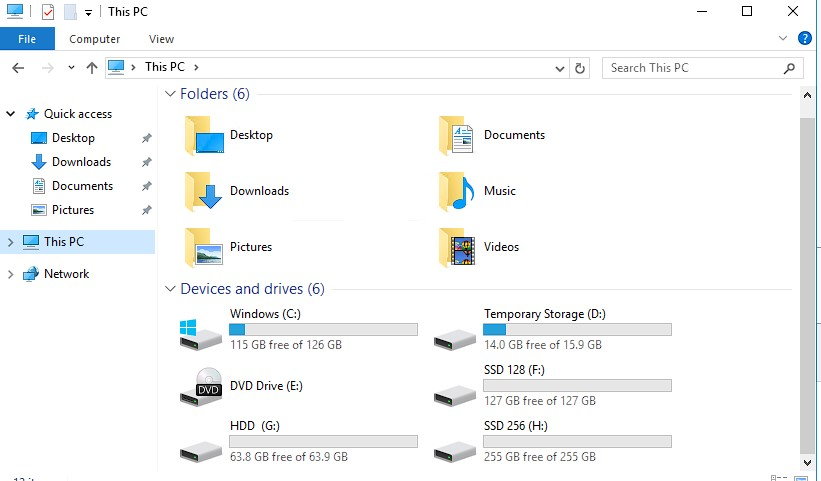 This PC
File Computer View
This PC
Search This PC
Quick access
Desktop
Downloads
Documents
Pictures
This PC
Network
Folders (6)
Desktop
Documents
Downloads
Music
Pictures
Videos
Devices and drives (6)
Windows (C:)
115 GB free of 126 GB
Temporary Storage (D:)
14.0 GB free of 15.9 GB
DVD
DVD Drive (E:)
SSD 128 (F:)
127 GB free of 127 GB
HDD (G:)
63.8 GB free of 63.9 GB
SSD 256 (H:)
255 GB free of 255 GB